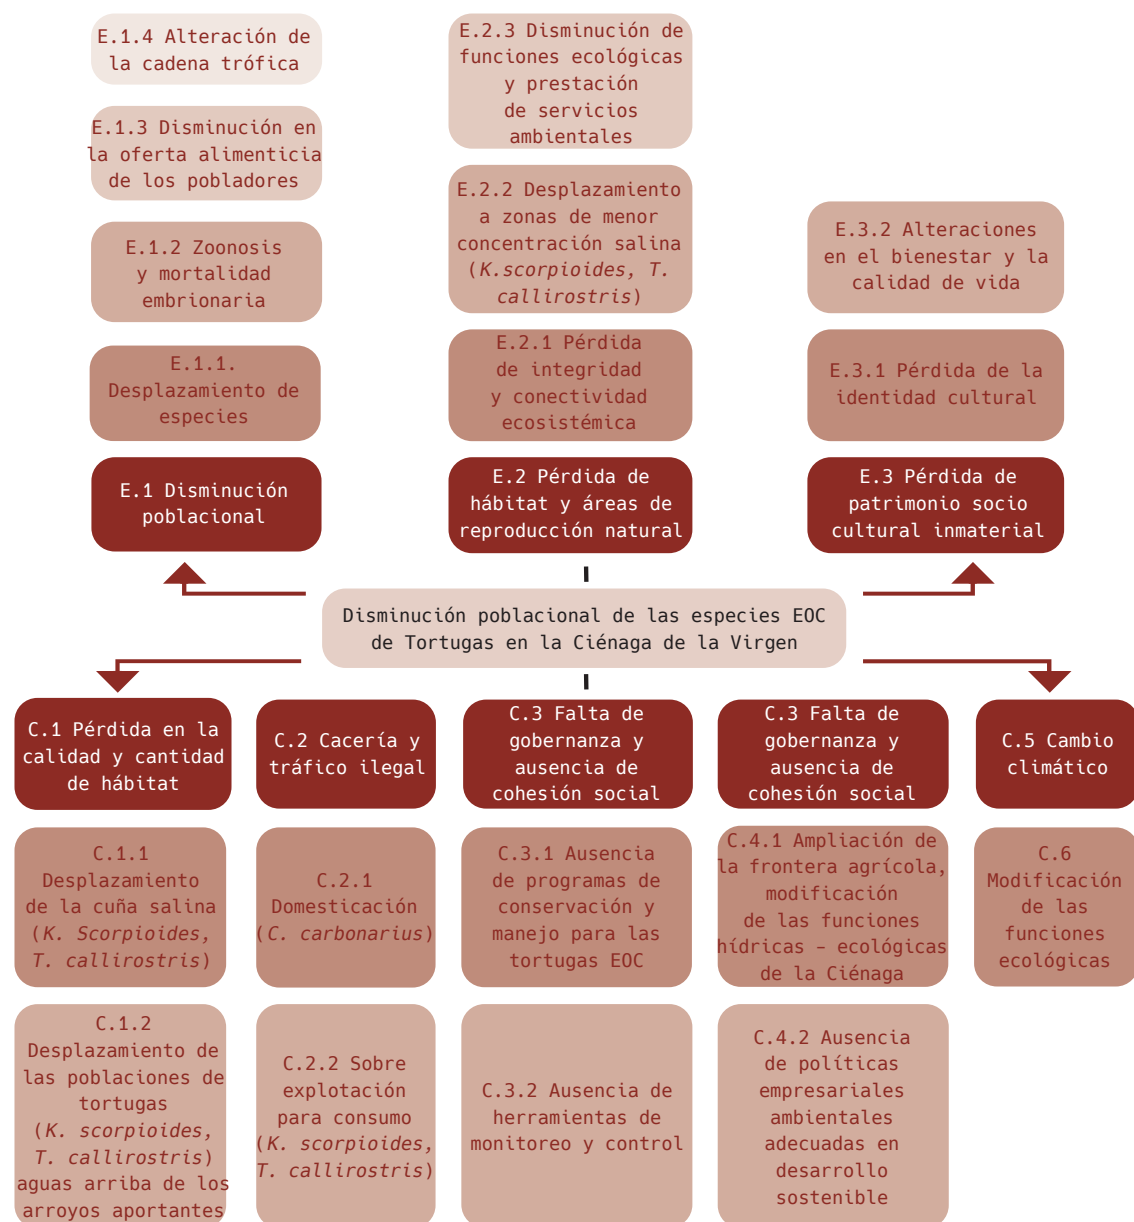 E.1.4 Alteración de
la cadena trófica
E.1.3 Disminución en
la oferta alimenticia
de los pobladores
E.1.2 Zoonosis
y mortalidad
embrionaria
E.1.1.
Desplazamiento de
especies
E.1 Disminución
poblacional
E.2.3 Disminución de
funciones ecológicas
y prestación
de servicios
ambientales
E.2.2 Desplazamiento
a zonas de menor
concentración salina
(K.scorpioides, T.
callirostris)
E.2.1 Pérdida
de integridad
y conectividad
ecosistémica
E.2 Pérdida de
hábitat y áreas de
reproducción natural
E.3.2 Alteraciones
en el bienestar y la
calidad de vida
E.3.1 Pérdida de la
identidad cultural
E.3 Pérdida de
patrimonio socio
cultural inmaterial
Disminución poblacional de las especies EOC
de Tortugas en la Ciénaga de la Virgen
C.1 Pérdida en la
calidad y cantidad
de hábitat
C.1.1
Desplazamiento
de la cuña salina
(K. Scorpioides,
T. callirostris)
C.1.2
Desplazamiento de
las poblaciones de
tortugas
(K. scorpioides,
T. callirostris)
aguas arriba de los
arroyos aportantes
C.2 Cacería y
tráfico ilegal
C.2.1
Domesticación
(C. carbonarius)
C.2.2 Sobre
explotación
para consumo
(K. scorpioides,
T. callirostris)
C.3 Falta de
gobernanza y
ausencia de
cohesión social
C.3.1 Ausencia
de programas de
conservación y
manejo para las
tortugas EOC
C.3.2 Ausencia de
herramientas de
monitoreo y control
C.3 Falta de
gobernanza y
ausencia de
cohesión social
C.4.1 Ampliación de
la frontera agrícola,
modificación
de las funciones
hídricas – ecológicas
de la Ciénaga
C.4.2 Ausencia
de políticas
empresariales
ambientales
adecuadas en
desarrollo
sostenible
C.5 Cambio
climático
C.6
Modificación
de las
funciones
ecológicas